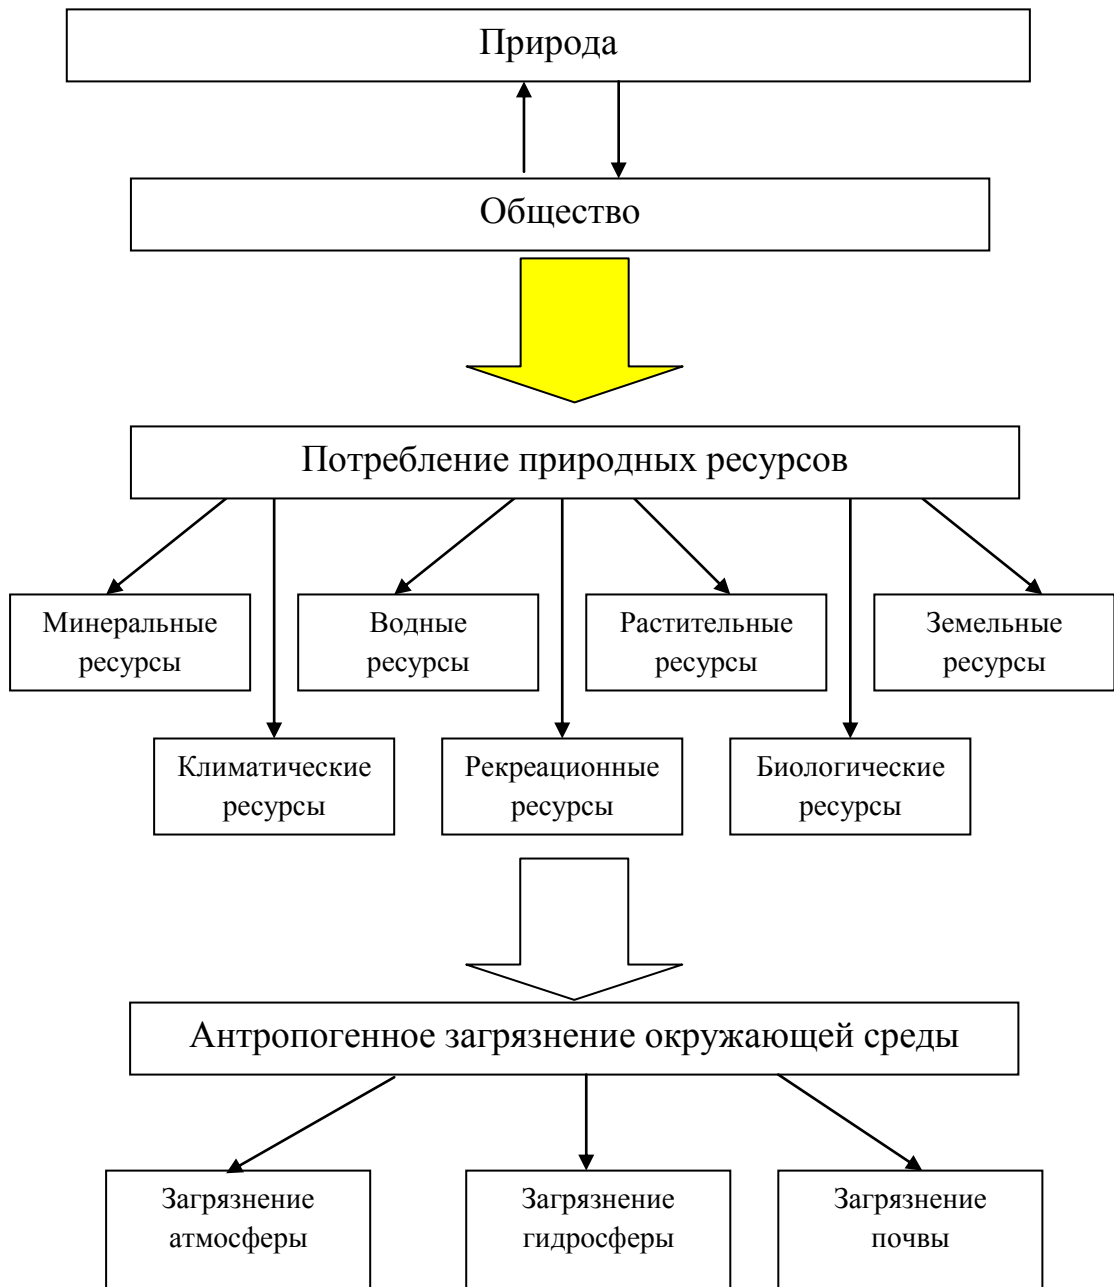 Природа
Общество
Потребление природных ресурсов
Минеральные
ресурсы
Водные
ресурсы
Растительные
ресурсы
Земельные
ресурсы
Климатические
ресурсы
Рекреационные
ресурсы
Биологические
ресурсы
Антропогенное загрязнение окружающей среды
Загрязнение
атмосферы
Загрязнение
гидросферы
Загрязнение
почвы